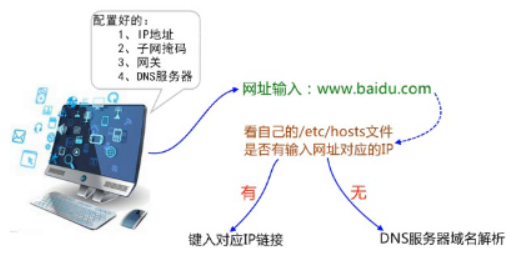 配置好的：
1、IP地址
2、子网掩码
3、网关
4、DNS服务器
网址输入：www.baidu.com
看自己的/etc/hosts文件
是否有输入网址对应的IP
有
无
键入对应IP链接
DNS服务器域名解析